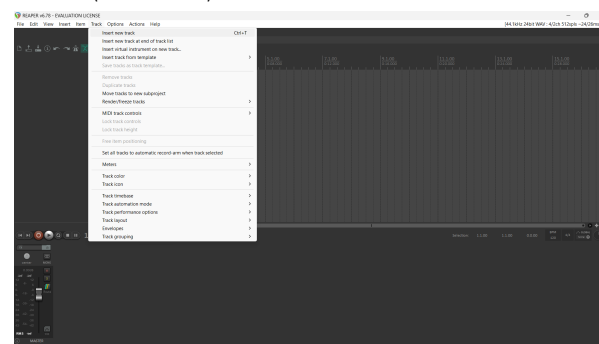 REAPER v6.78 - EVALUATION LICENSE
File Edit View Insert Item Track Options Actions Help
[44.1kHz 24bit WAV : 4/2ch 512spls ~24/26ms
Insert new track Ctrl+T
Insert new track at end of track list
Insert virtual instrument on new track...
Insert track from template
Save tracks as track template...
Remove tracks
Duplicate tracks
Move tracks to new subproject
Render/freeze tracks
MIDI track controls
Lock track controls
Lock track height
Free item positioning
Set all tracks to automatic record arm when track selected
Meters
Track color
Track icon
Track timebase
Track automation mode
Track performance options
Track layout
Envelopes
Track grouping
Selection:
MASTER